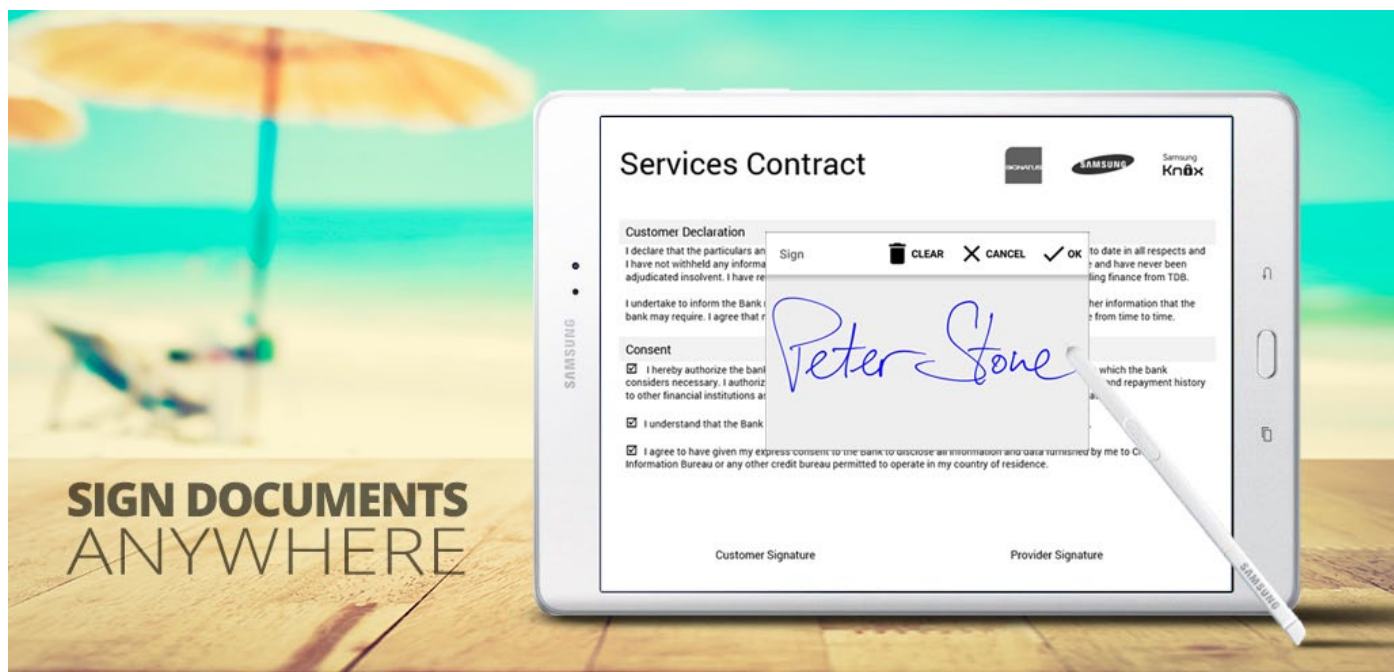 Services Contract
SIGNATUS
SAMSUNG
Samsung
Knox
Customer Declaration
I declare that the particulars an
to date in all respects and
I have not withheld any informa
e and have never been
adjudicated insolvent. I have re
ling finance from TDB.
I undertake to inform the Bank
her information that the
bank may require. I agree that
from time to time.
Sign
CLEAR
CANCEL
OK
Peter Stone
Consent
I hereby authorize the bank
which the bank
considers necessary. I authoriz
and repayment history
to other financial institutions as
I understand that the Bank
I agree to have given my express consent to the Bank to disclose all information and data furnished by me to
Information Bureau or any other credit bureau permitted to operate in my country of residence.
Customer Signature
Provider Signature
SAMSUNG
SAMSUNG
SIGN DOCUMENTS
ANYWHERE